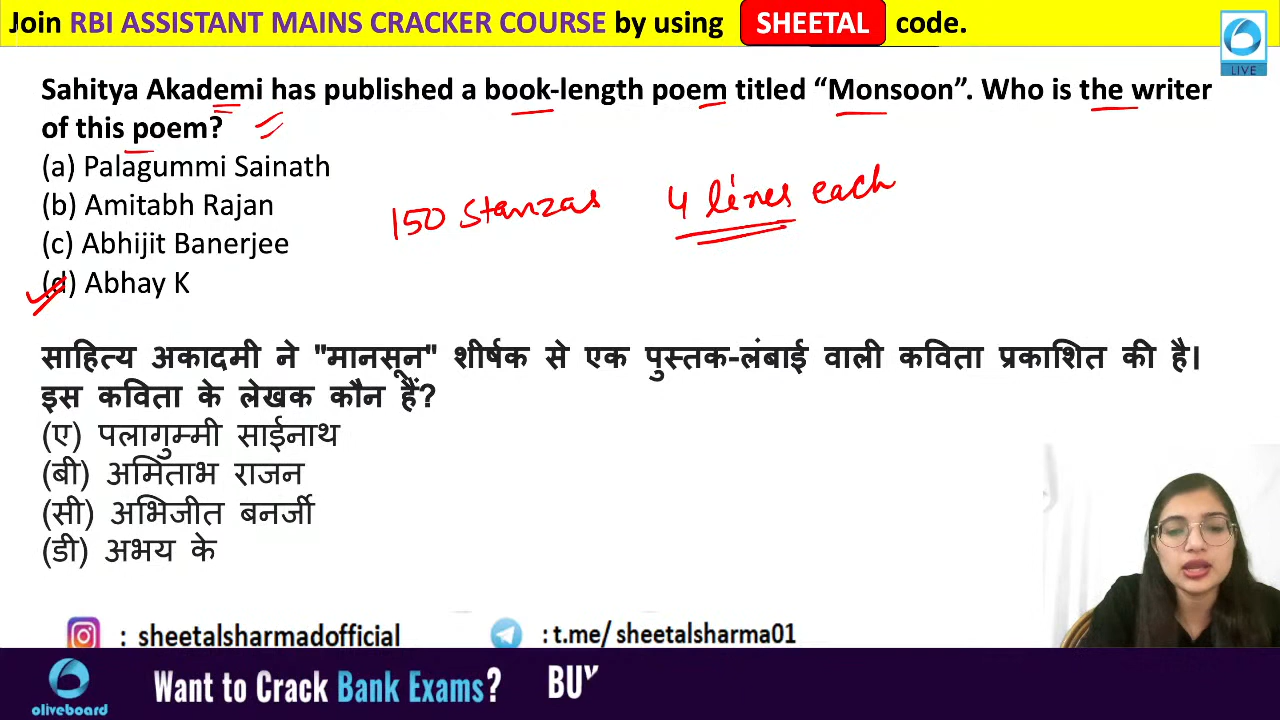 Join RBI ASSISTANT MAINS CRACKER COURSE by using SHEETAL code.
LIVE
Sahitya Akademi has published a book-length poem titled “Monsoon”. Who is the writer
of this poem?
(a) Palagummi Sainath
(b) Amitabh Rajan
(c) Abhijit Banerjee
(d) Abhay K
150 stanzas 4 lines each
साहित्य अकादमी ने "मानसून" शीर्षक से एक पुस्तक-लंबाई वाली कविता प्रकाशित की है।
इस कविता के लेखक कौन हैं?
(ए) पलागुम्मी साईनाथ
(बी) अमिताभ राजन
(सी) अभिजीत बनर्जी
(डी) अभय के
: sheetalsharmadofficial : t.me/ sheetalsharma01
Want to Crack Bank Exams? BUY
oliveboard